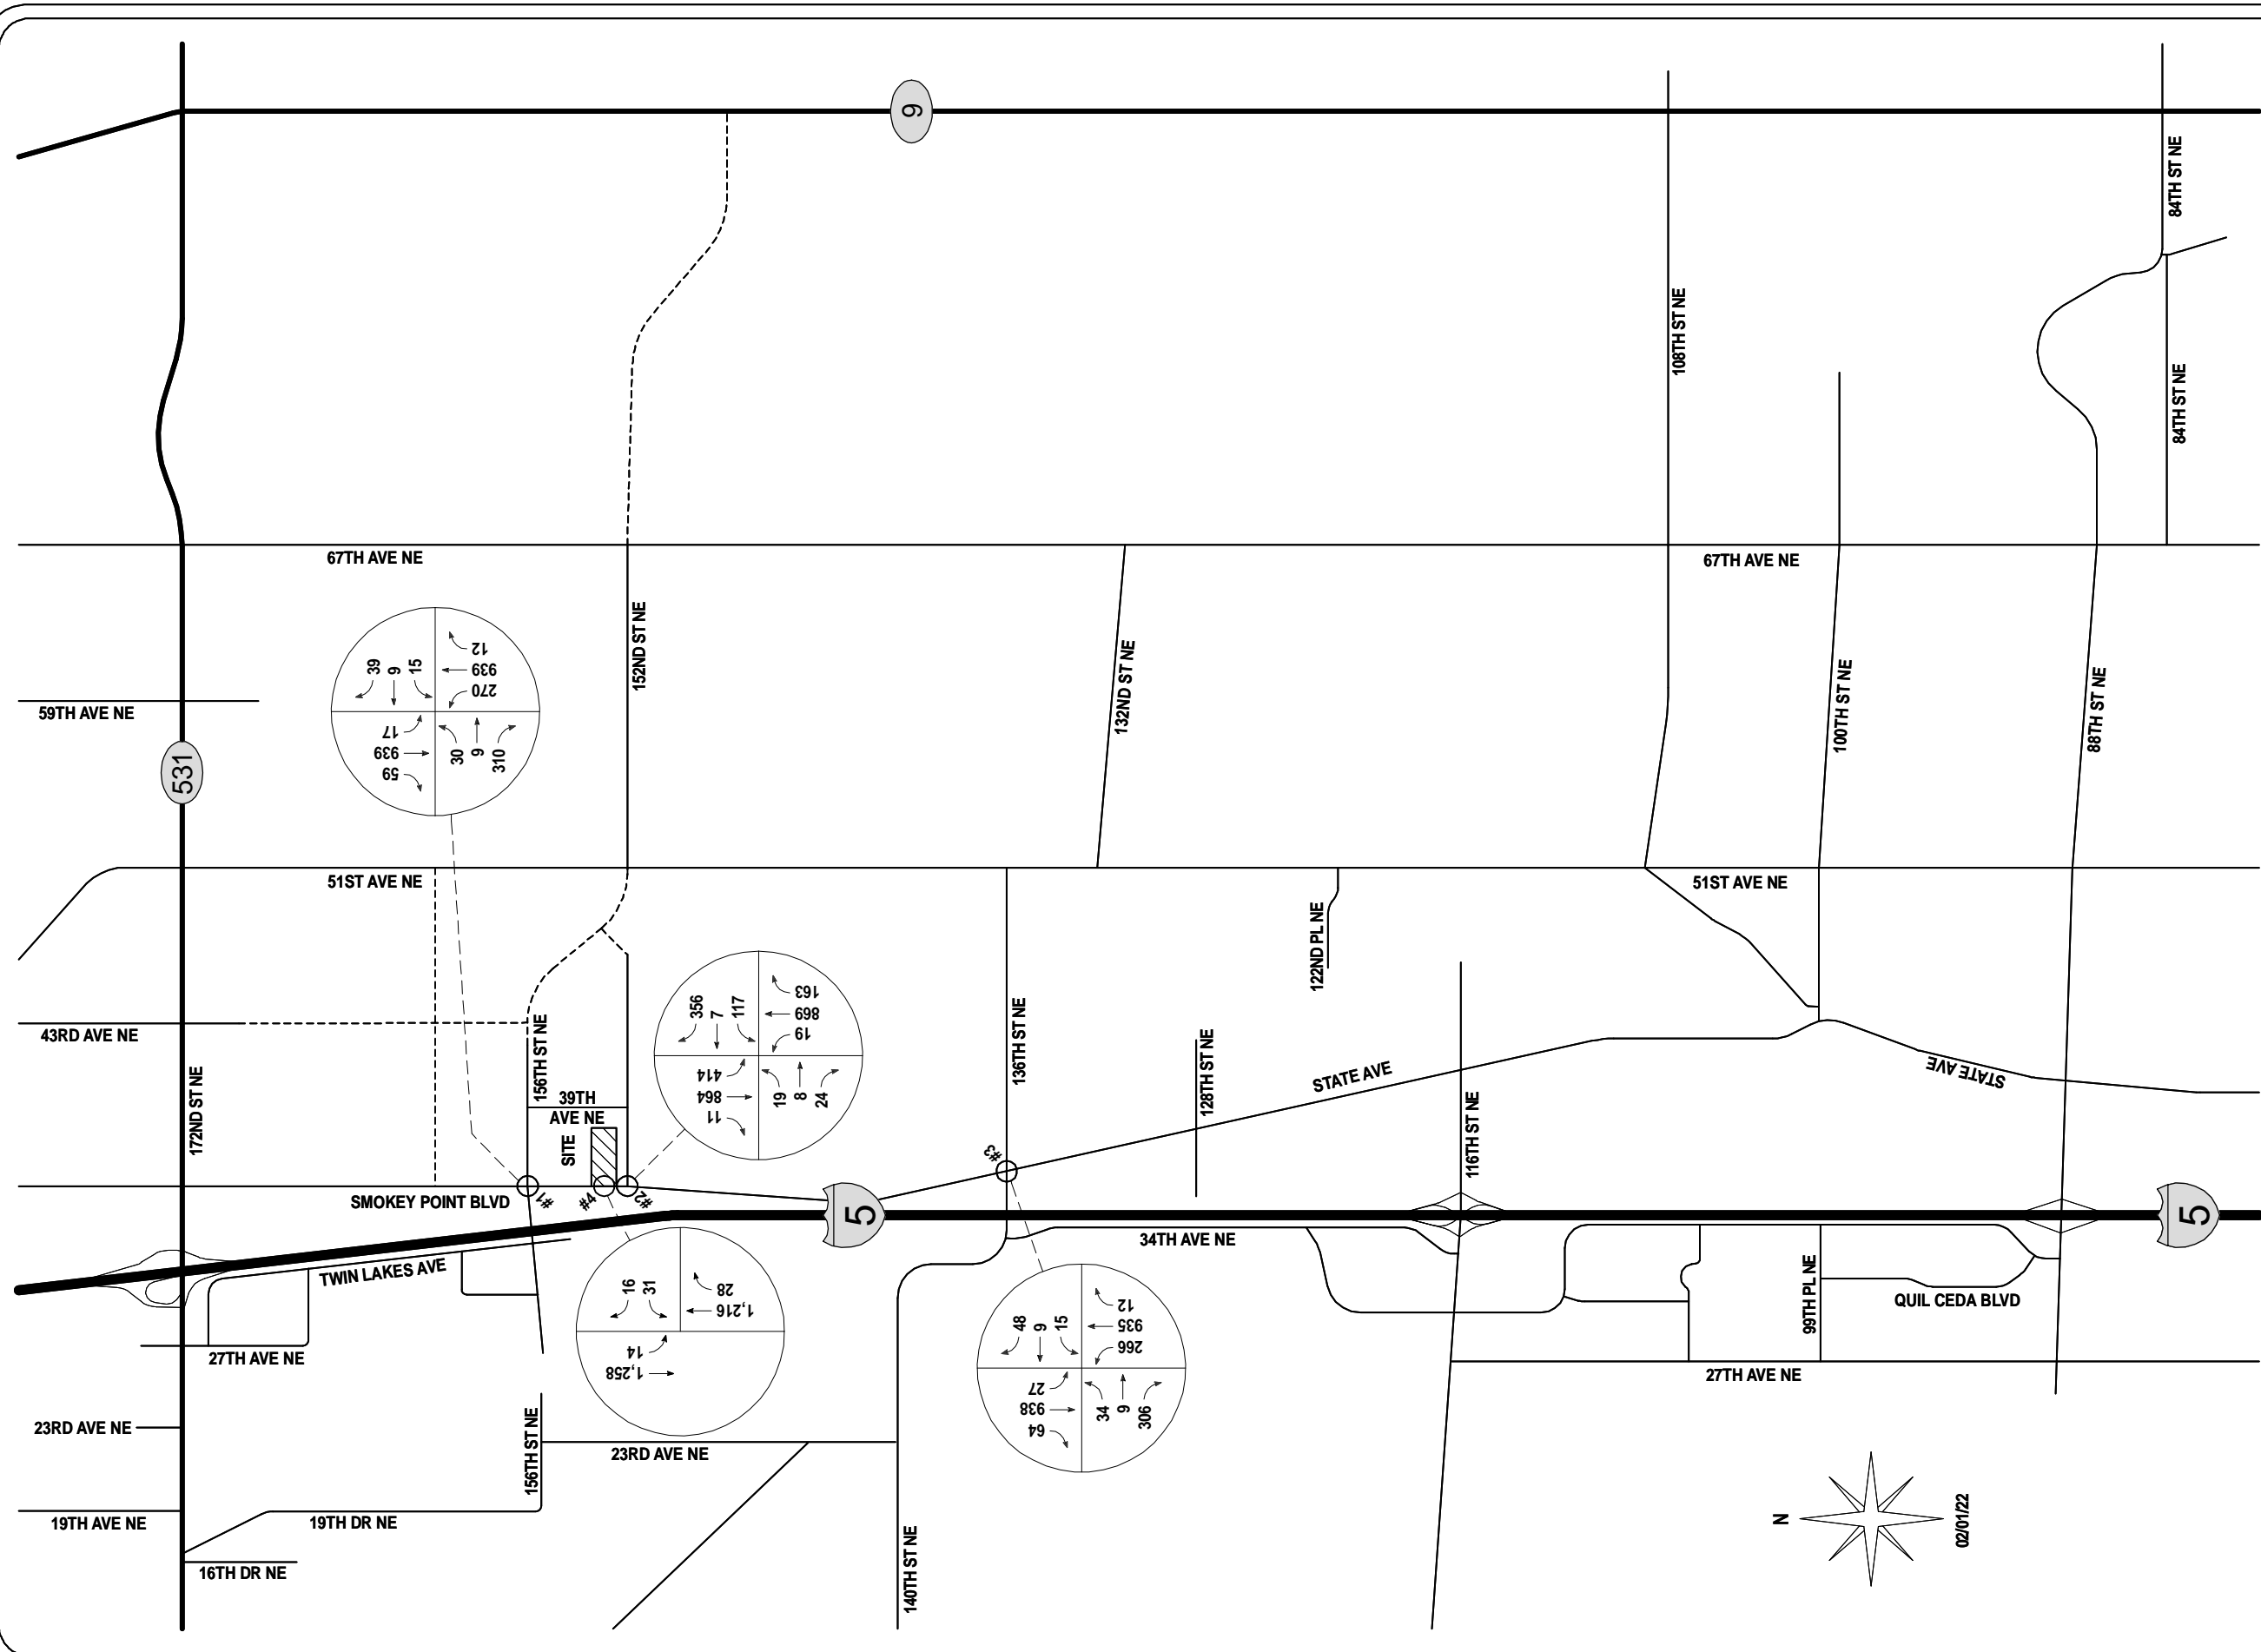 9
84TH ST NE
108TH ST NE
84TH ST NE
67TH AVE NE
67TH AVE NE
152ND ST NE
132ND ST NE
100TH ST NE
88TH ST NE
39
9
15
12
939
270
17
939
59
30
9
310
59TH AVE NE
531
51ST AVE NE
51ST AVE NE
122ND PL NE
356
7
117
163
869
19
414
864
11
19
8
24
43RD AVE NE
156TH ST NE
136TH ST NE
128TH ST NE
STATE AVE
STATE AVE
172ND ST NE
39TH
AVE NE
SITE
116TH ST NE
#3
SMOKEY POINT BLVD
#1
#4
#2
5
5
34TH AVE NE
TWIN LAKES AVE
16
31
28
1,216
14
1,258
48
9
15
12
935
266
27
938
64
34
9
306
99TH PL NE
QUIL CEDA BLVD
27TH AVE NE
27TH AVE NE
23RD AVE NE
156TH ST NE
23RD AVE NE
19TH AVE NE
19TH DR NE
16TH DR NE
140TH ST NE
N
02/01/22